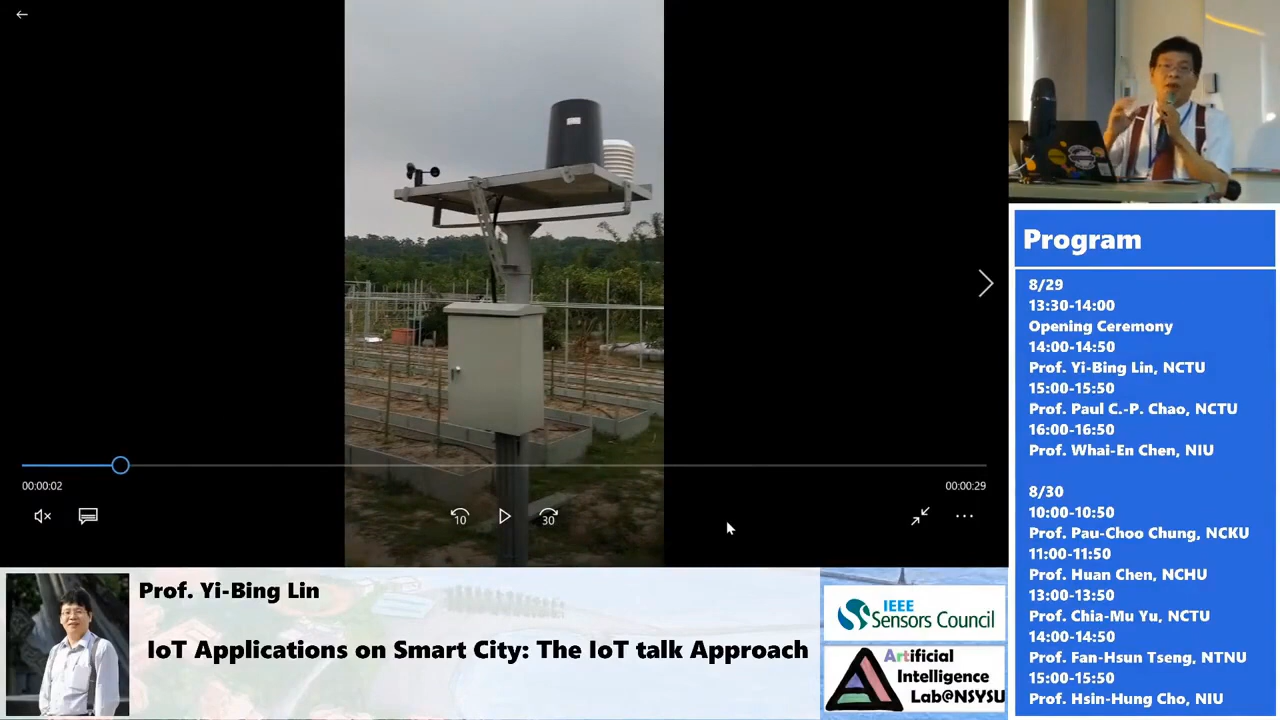 00:00:02
00:00:29
10
30
Prof. Yi-Bing Lin
IoT Applications on Smart City: The IoT talk Approach
IEEE
Sensors Council
Artificial
Intelligence
Lab@NSYSU
Program
8/29
13:30-14:00
Opening Ceremony
14:00-14:50
Prof. Yi-Bing Lin, NCTU
15:00-15:50
Prof. Paul C.-P. Chao, NCTU
16:00-16:50
Prof. Whai-En Chen, NIU
8/30
10:00-10:50
Prof. Pau-Choo Chung, NCKU
11:00-11:50
Prof. Huan Chen, NCHU
13:00-13:50
Prof. Chia-Mu Yu, NCTU
14:00-14:50
Prof. Fan-Hsun Tseng, NTNU
15:00-15:50
Prof. Hsin-Hung Cho, NIU